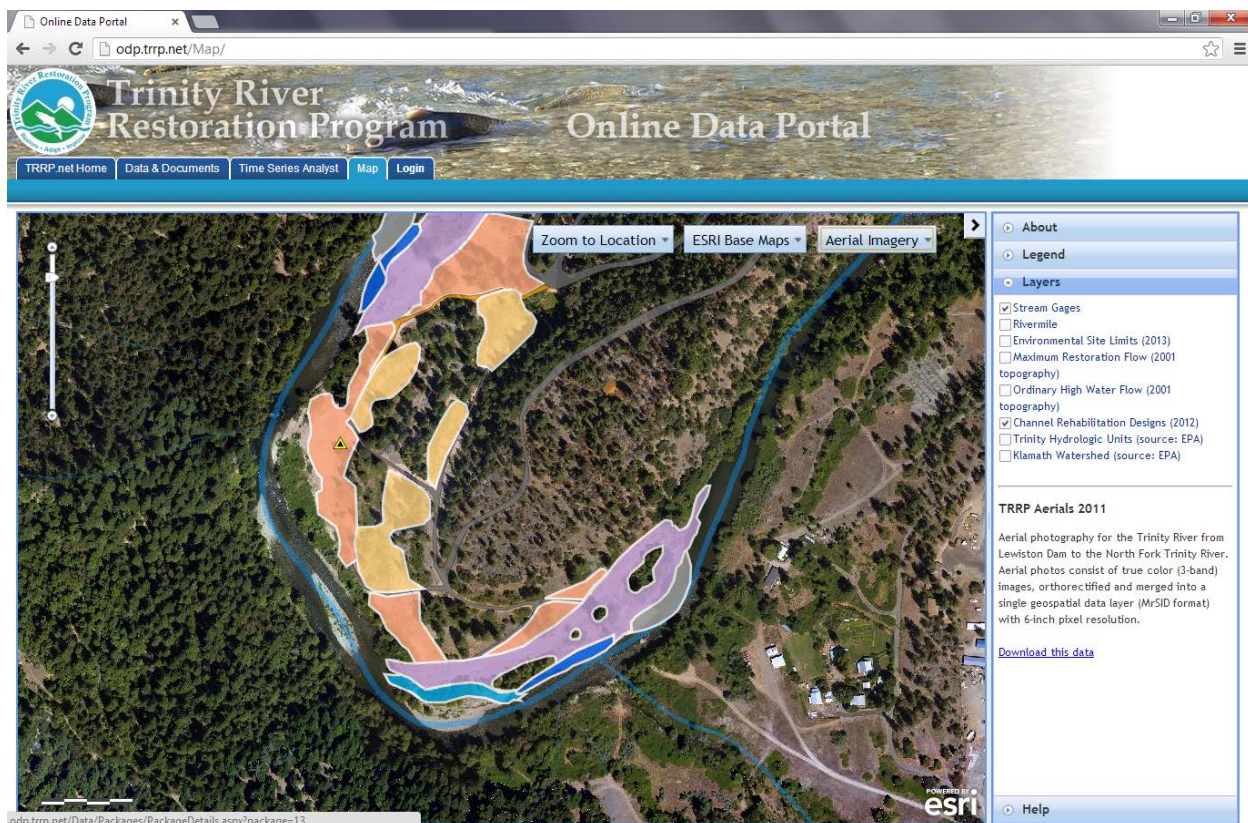 Online Data Portal
odp.trrp.net/Map/
Trinity River Restoration Program
Restore • Adapt •
Trinity River
Restoration Program
Online Data Portal
TRRP.net Home
Data & Documents
Time Series Analyst
Map
Login
Zoom to Location
ESRI Base Maps
Aerial Imagery
About
Legend
Layers
Stream Gages
Rivermile
Environmental Site Limits (2013)
Maximum Restoration Flow (2001
topography)
Ordinary High Water Flow (2001
topography)
Channel Rehabilitation Designs (2012)
Trinity Hydrologic Units (source: EPA)
Klamath Watershed (source: EPA)
TRRP Aerials 2011
Aerial photography for the Trinity River from
Lewiston Dam to the North Fork Trinity River.
Aerial photos consist of true color (3-band)
images, orthorectified and merged into a
single geospatial data layer (MrSID format)
with 6-inch pixel resolution.
Download this data
POWERED BY
esri
Help
odp.trrp.net/Data/Packages/PackageDetails.aspx?package=13